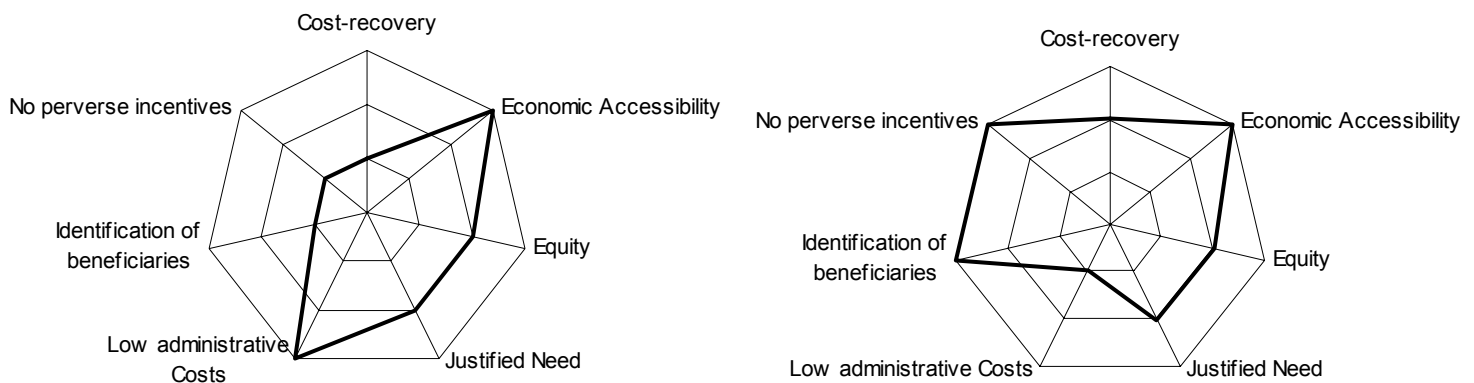 Cost-recovery
No perverse incentives
Economic Accessibility
Identification of
beneficiaries
Equity
Low administrative
Costs
Justified Need
Cost-recovery
No perverse incentives
Economic Accessibility
Identification of
beneficiaries
Equity
Low administrative Costs
Justified Need